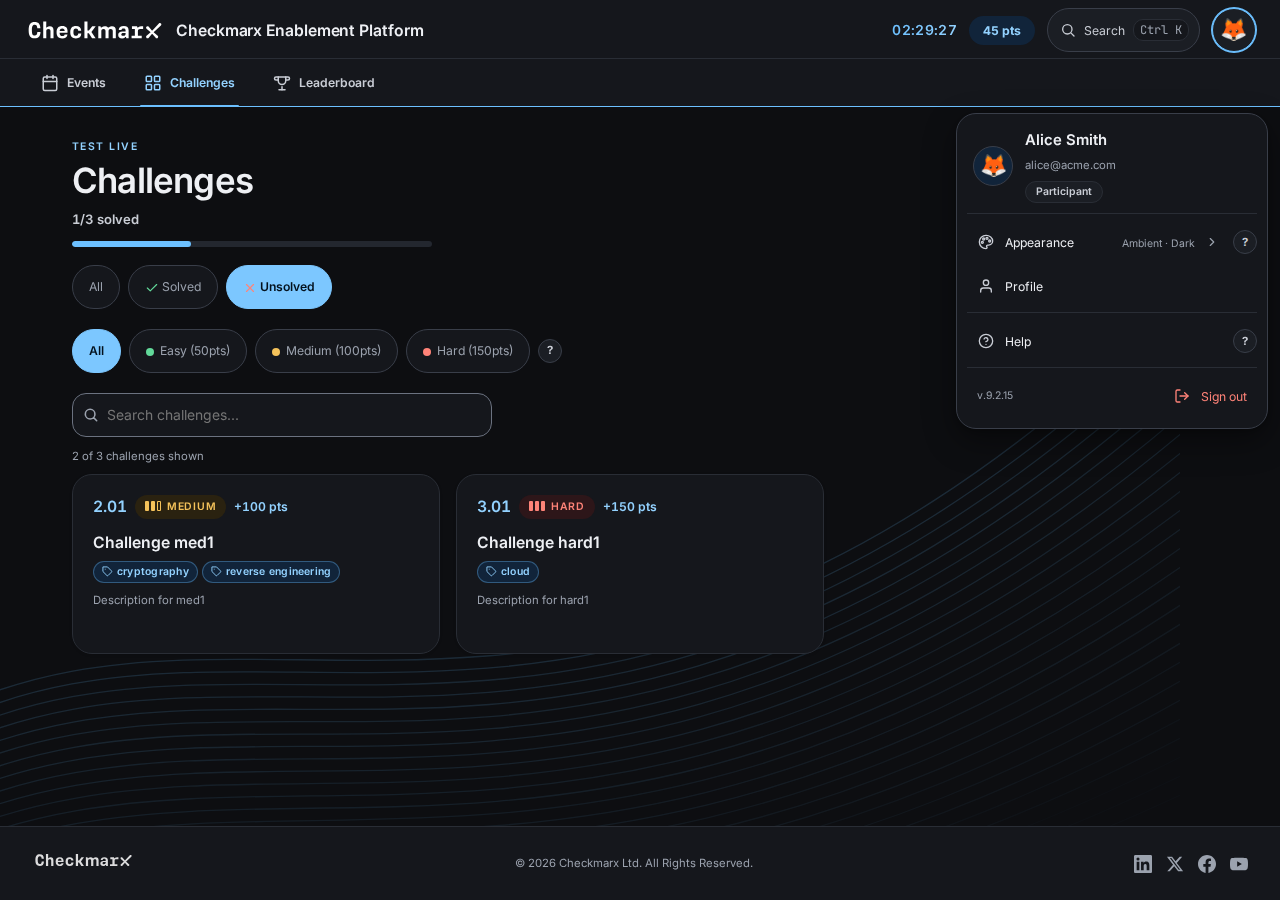 Checkmarx Checkmarx Enablement Platform 02:29:27 45 pts Search Ctrl K
Events Challenges Leaderboard
TEST LIVE
Challenges
1/3 solved
All Solved Unsolved
All Easy (50pts) Medium (100pts) Hard (150pts) ?
Search challenges...
2 of 3 challenges shown
2.01 MEDIUM +100 pts
Challenge med1
cryptography reverse engineering
Description for med1
3.01 HARD +150 pts
Challenge hard1
cloud
Description for hard1
Alice Smith
alice@acme.com
Participant
Appearance Ambient · Dark ?
Profile
Help ?
v.9.2.15 Sign out
Checkmarx © 2026 Checkmarx Ltd. All Rights Reserved.